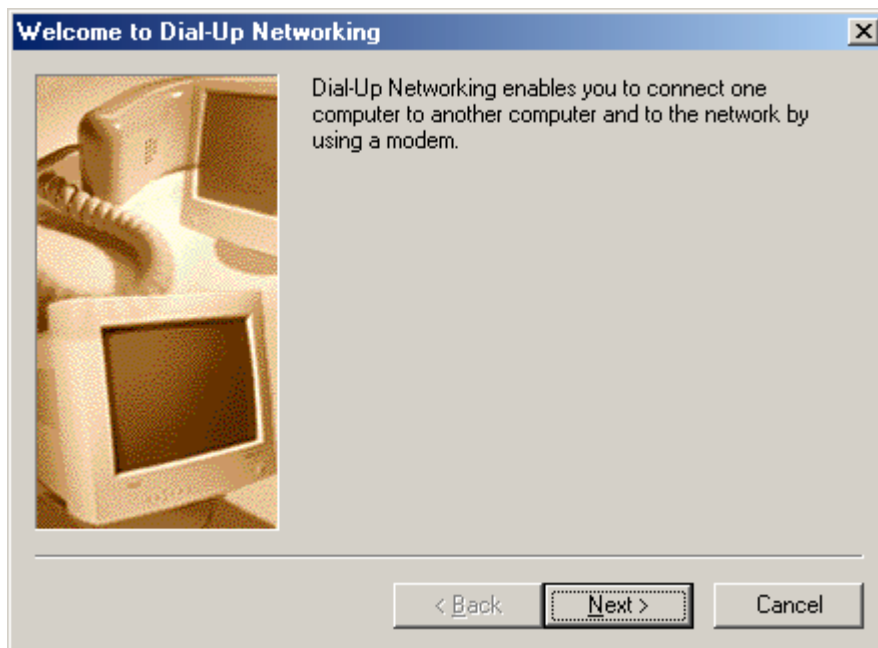 Welcome to Dial-Up Networking
Dial-Up Networking enables you to connect one
computer to another computer and to the network by
using a modem.
< Back
Next >
Cancel